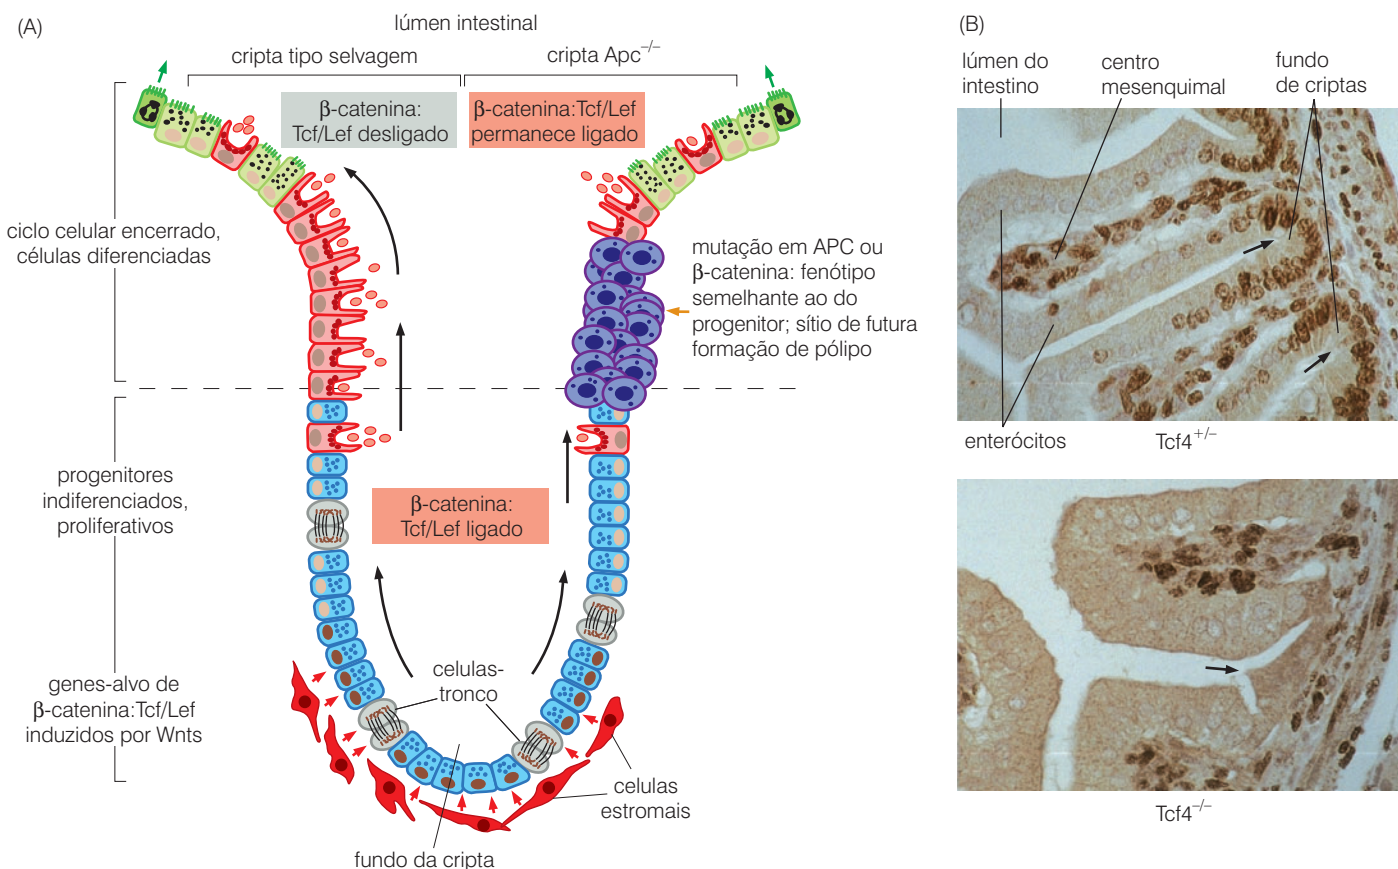 (A)
lúmen intestinal
cripta tipo selvagem
cripta Apc–/–
β-catenina:
Tcf/Lef desligado
β-catenina:Tcf/Lef
permanece ligado
ciclo celular encerrado,
células diferenciadas
mutação em APC ou
β-catenina: fenótipo
semelhante ao do
progenitor; sítio de futura
formação de pólipo
progenitores
indiferenciados,
proliferativos
β-catenina:
Tcf/Lef ligado
genes-alvo de
β-catenina:Tcf/Lef
induzidos por Wnts
celulas-
tronco
celulas
estromais
fundo da cripta
(B)
lúmen do
intestino
centro
mesenquimal
fundo
de criptas
enterócitos
Tcf4+/–
Tcf4–/–